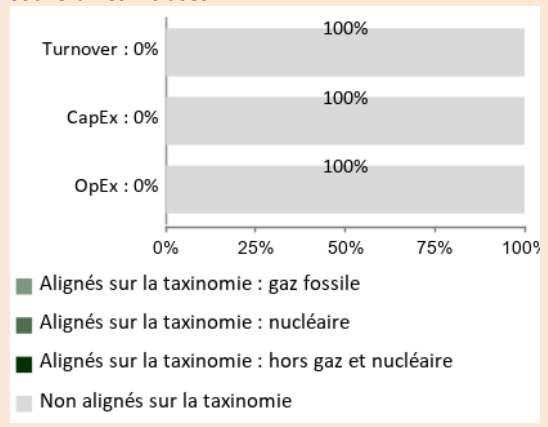 100%
Turnover : 0%
100%
CapEx : 0%
100%
OpEx : 0%
0% 25% 50% 75% 100%
Alignés sur la taxinomie : gaz fossile
Alignés sur la taxinomie : nucléaire
Alignés sur la taxinomie : hors gaz et nucléaire
Non alignés sur la taxinomie